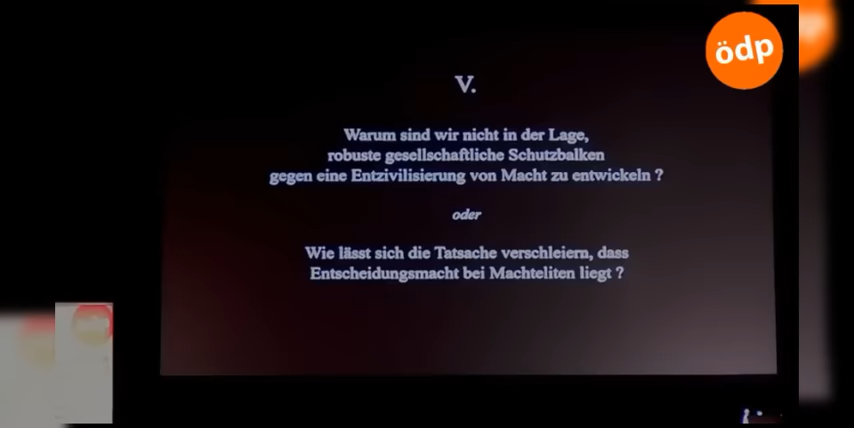 ödp
V.
Warum sind wir nicht in der Lage,
robuste gesellschaftliche Schutzbalken
gegen eine Entzivilisierung von Macht zu entwickeln ?
oder
Wie lässt sich die Tatsache verschleiern, dass
Entscheidungsmacht bei Machteliten liegt ?